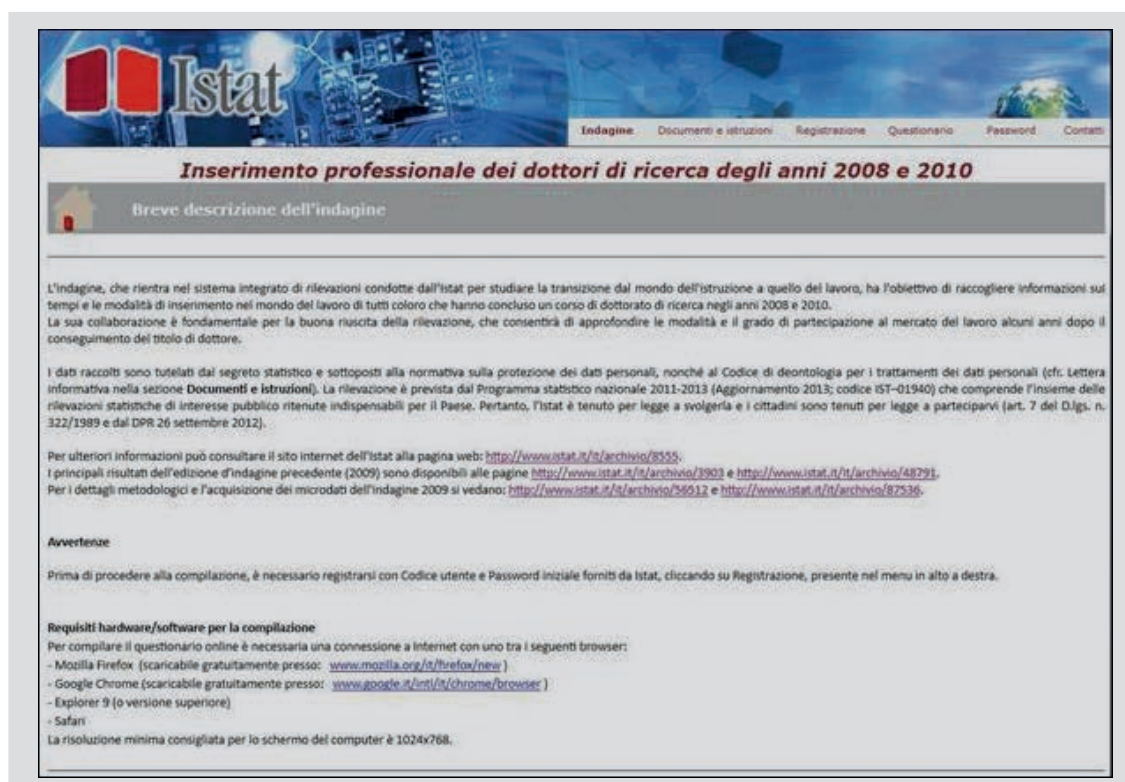 Istat
Indagine Documenti e istruzioni Registrazione Questionario Password Contatti
Inserimento professionale dei dottori di ricerca degli anni 2008 e 2010
Breve descrizione dell'indagine
L'indagine, che rientra nel sistema integrato di rilevazioni condotte dall'Istat per studiare la transizione dal mondo dell'istruzione a quello del lavoro, ha l'obiettivo di raccogliere informazioni sui
tempi e le modalità di inserimento nel mondo del lavoro di tutti coloro che hanno concluso un corso di dottorato di ricerca negli anni 2008 e 2010.
La sua collaborazione è fondamentale per la buona riuscita della rilevazione, che consentirà di approfondire le modalità e il grado di partecipazione al mercato del lavoro alcuni anni dopo il
conseguimento del titolo di dottore.
I dati raccolti sono tutelati dal segreto statistico e sottoposti alla normativa sulla protezione dei dati personali, nonché al Codice di deontologia per i trattamenti dei dati personali (cfr. Lettera
informativa nella sezione Documenti e istruzioni). La rilevazione è prevista dal Programma statistico nazionale 2011-2013 (Aggiornamento 2013; codice IST–01940) che comprende l'insieme delle
rilevazioni statistiche di interesse pubblico ritenute indispensabili per il Paese. Pertanto, l'Istat è tenuto per legge a svolgerla e i cittadini sono tenuti per legge a parteciparvi (art. 7 del D.lgs. n.
322/1989 e dal DPR 26 settembre 2012).
Per ulteriori informazioni può consultare il sito internet dell'Istat alla pagina web: http://www.istat.it/it/archivio/8555.
I principali risultati dell'edizione d'indagine precedente (2009) sono disponibili alle pagine http://www.istat.it/it/archivio/3903 e http://www.istat.it/it/archivio/48791.
Per i dettagli metodologici e l'acquisizione dei microdati dell'indagine 2009 si vedano: http://www.istat.it/it/archivio/56512 e http://www.istat.it/it/archivio/87536.
Avvertenze
Prima di procedere alla compilazione, è necessario registrarsi con Codice utente e Password iniziale forniti da Istat, cliccando su Registrazione, presente nel menu in alto a destra.
Requisiti hardware/software per la compilazione
Per compilare il questionario online è necessaria una connessione a Internet con uno tra i seguenti browser:
- Mozilla Firefox (scaricabile gratuitamente presso: www.mozilla.org/it/firefox/new )
- Google Chrome (scaricabile gratuitamente presso: www.google.it/intl/it/chrome/browser )
- Explorer 9 (o versione superiore)
- Safari
La risoluzione minima consigliata per lo schermo del computer è 1024x768.